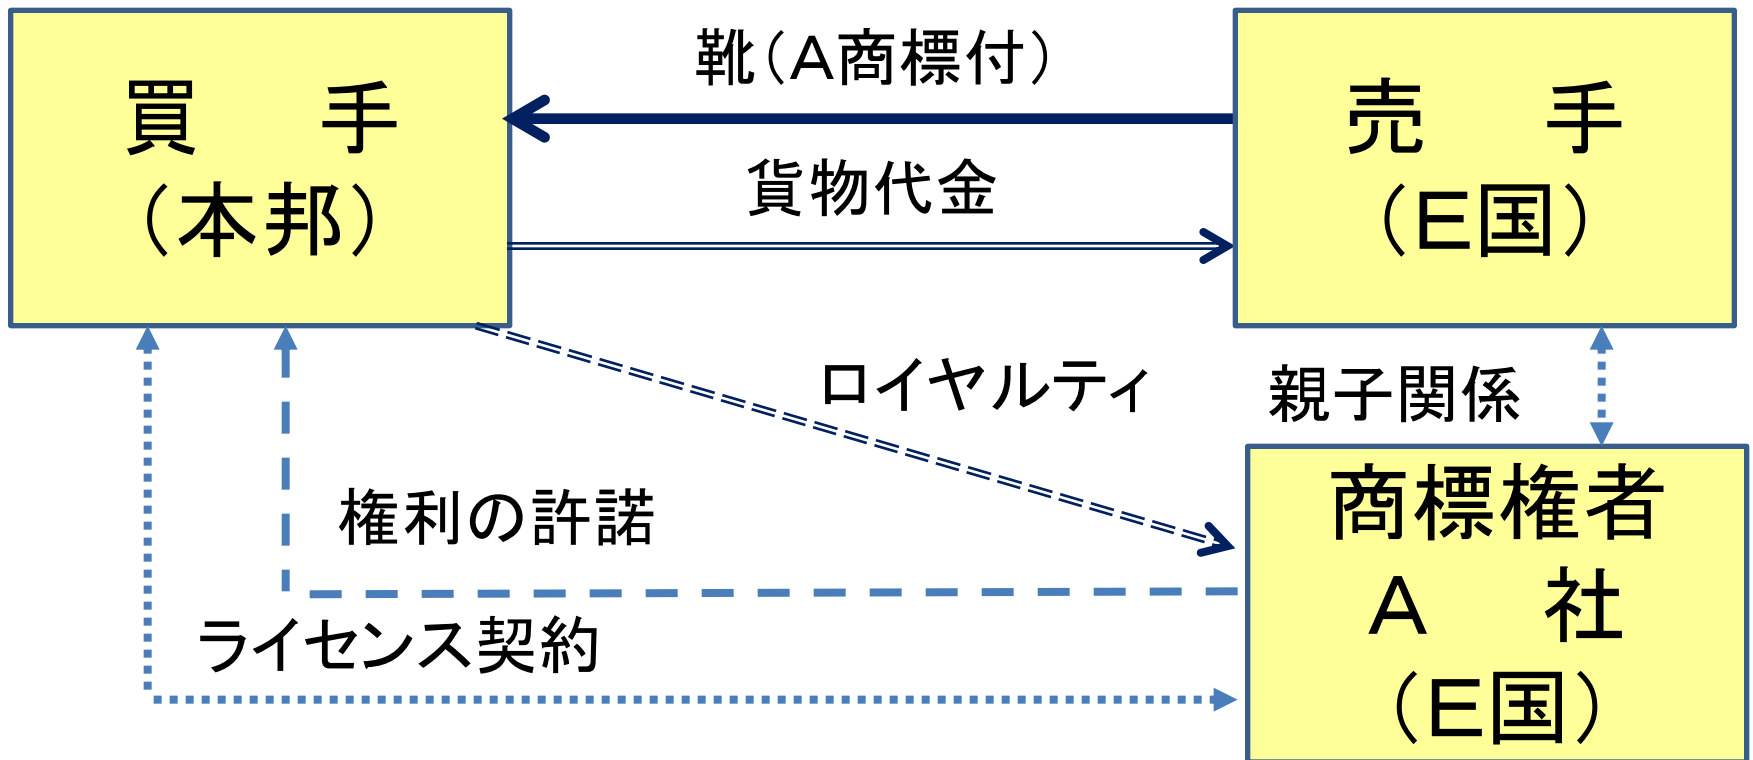 靴（Ａ商標付）
買　手
（本邦）
売　手
（Ｅ国）
貨物代金
ロイヤルティ
親子関係
権利の許諾
ライセンス契約
商標権者
Ａ　社
（Ｅ国）